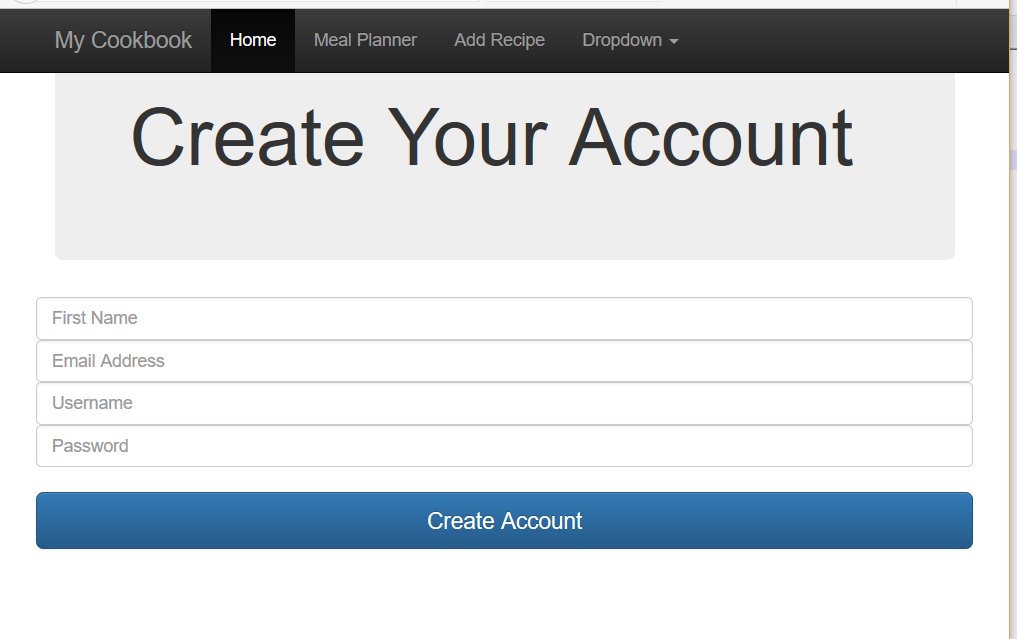 My Cookbook Home Meal Planner Add Recipe Dropdown
Create Your Account
First Name
Email Address
Username
Password
Create Account